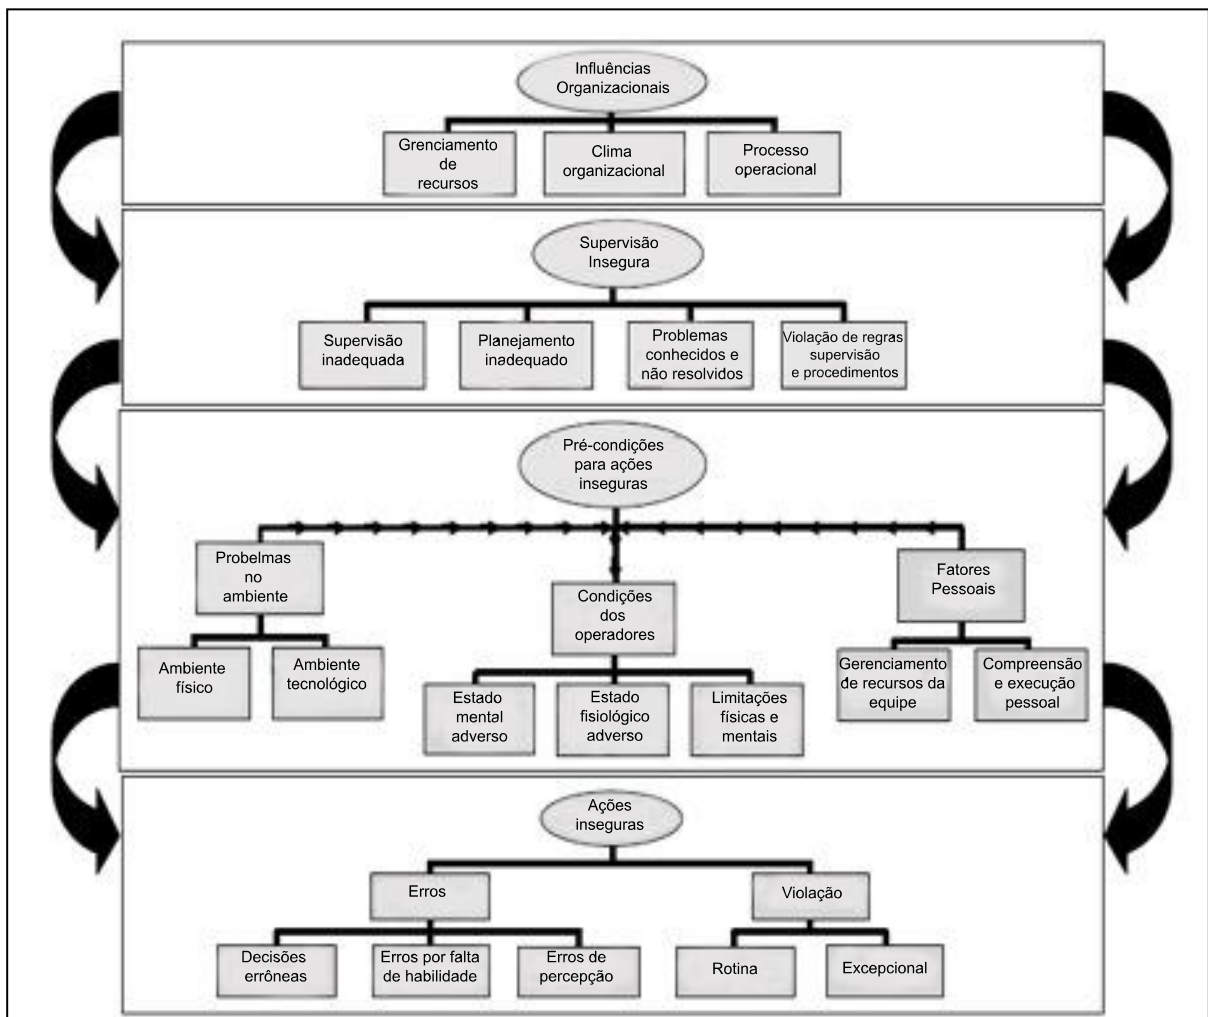 Influências
Organizacionais
Grenciamento
de
recursos
Clima
organizacional
Processo
operacional
Supervisão
Insegura
Supervisão
inadequada
Planejamento
inadequado
Problemas
conhecidos e
não resolvidos
Violação de regras
supervisão
e procedimentos
Pré-condições
para ações
inseguras
Probelmas
no
ambiente
Condições
dos
operadores
Fatores
Pessoais
Ambiente
físico
Ambiente
tecnológico
Estado
mental
adverso
Estado
fisiológico
adverso
Limitações
físicas e
mentais
Gerenciamento
de recursos da
equipe
Compreensão
e execução
pessoal
Ações
inseguras
Erros
Violação
Decisões
errôneas
Erros por falta
de habilidade
Erros de
percepção
Rotina
Excepcional